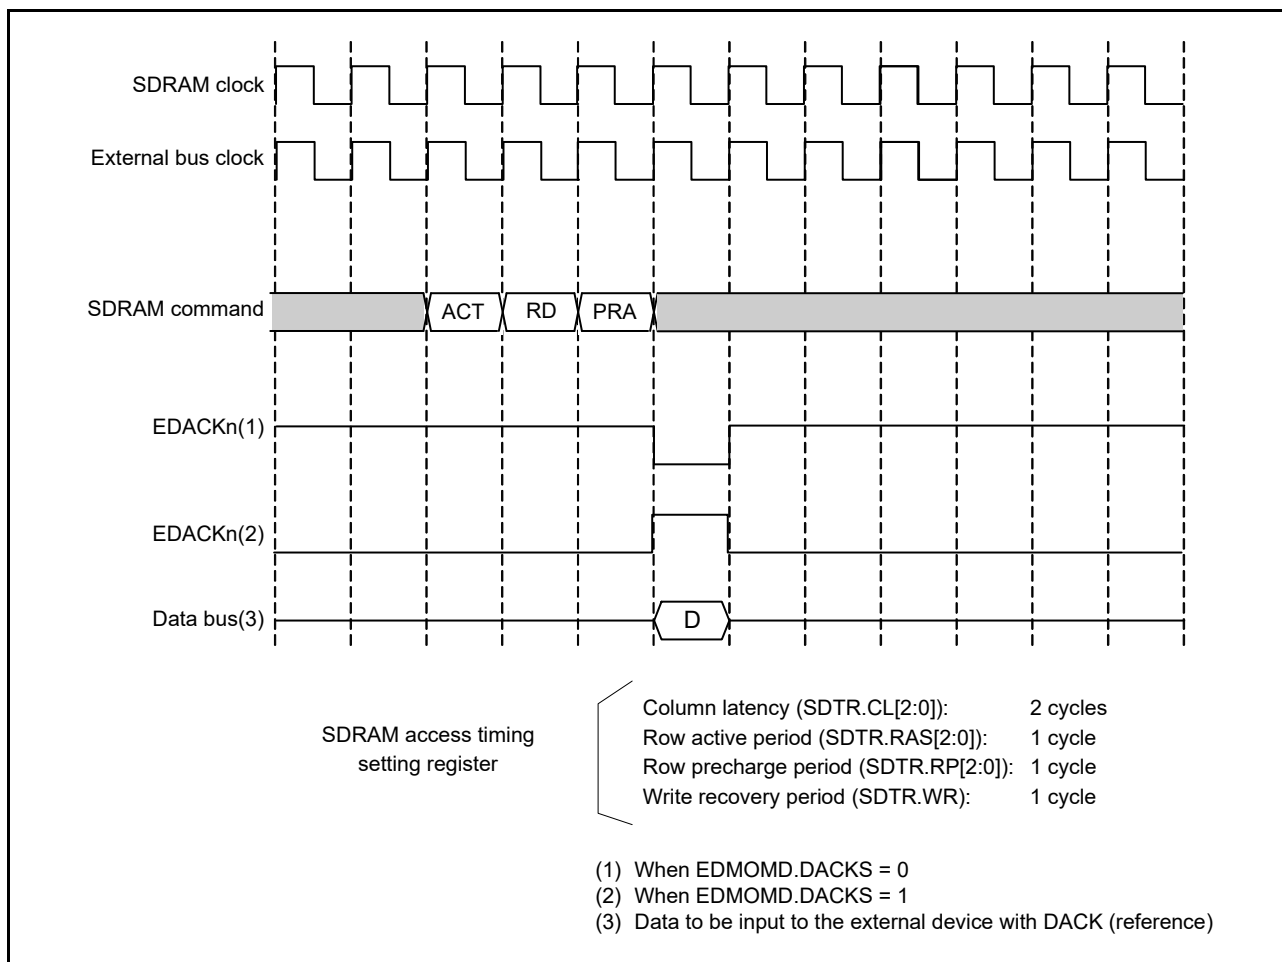 SDRAM clock
External bus clock
SDRAM command
ACT
RD
PRA
EDACKn(1)
EDACKn(2)
Data bus(3)
D
SDRAM access timing
setting register
Column latency (SDTR.CL[2:0]): 2 cycles
Row active period (SDTR.RAS[2:0]): 1 cycle
Row precharge period (SDTR.RP[2:0]): 1 cycle
Write recovery period (SDTR.WR): 1 cycle
(1) When EDMOMD.DACKS = 0
(2) When EDMOMD.DACKS = 1
(3) Data to be input to the external device with DACK (reference)